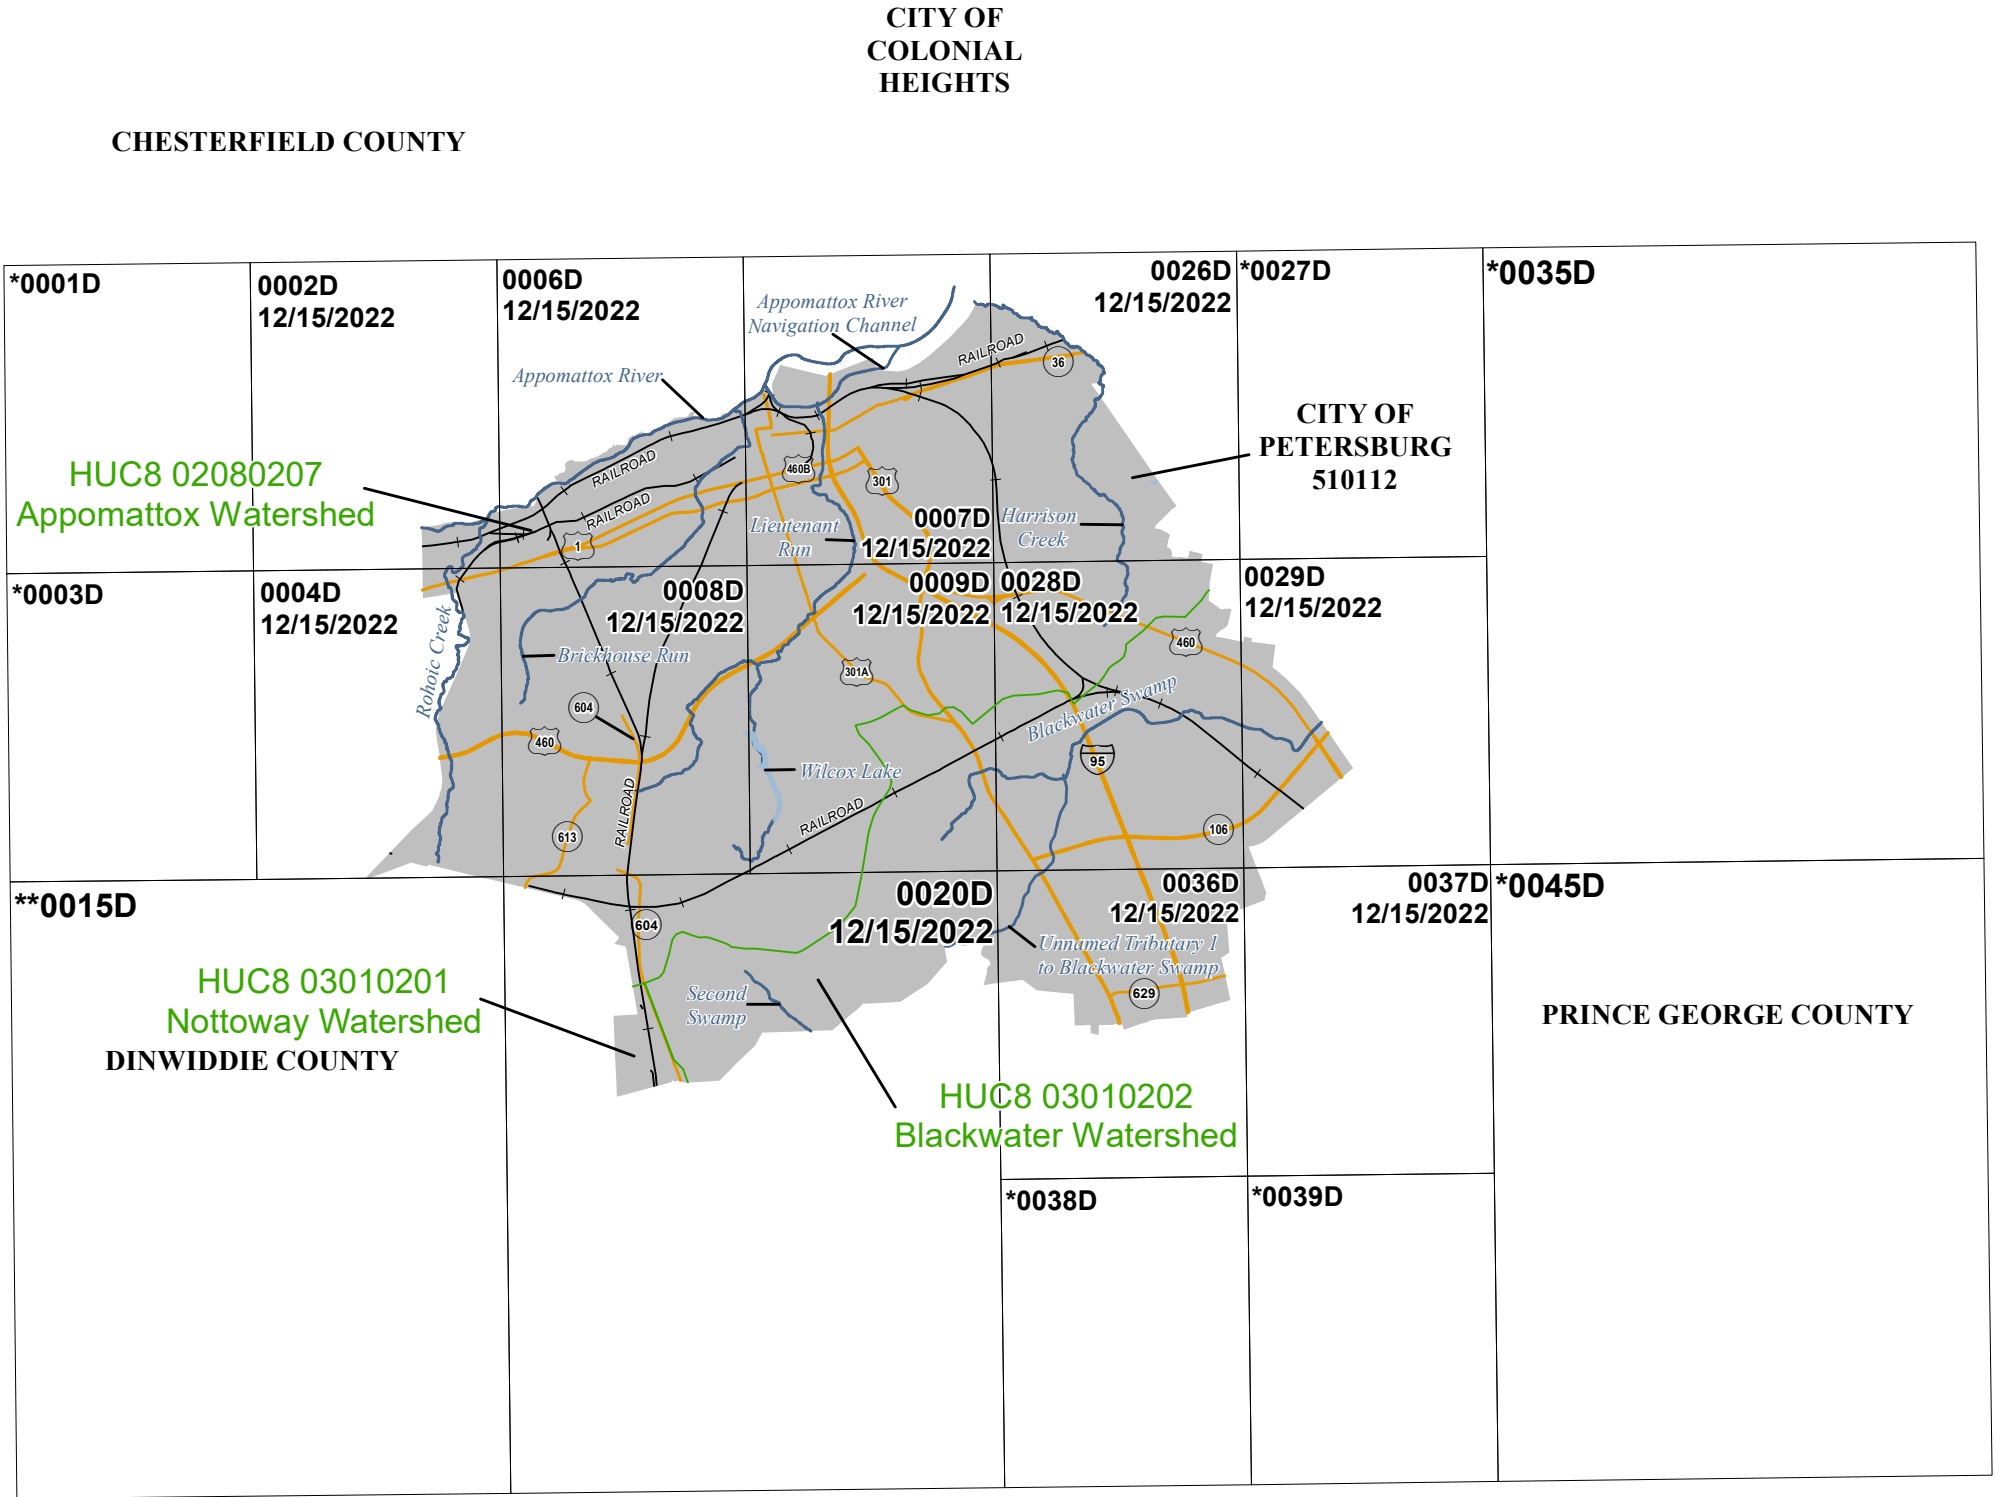 CITY OF
COLONIAL
HEIGHTS
CHESTERFIELD COUNTY
*0001D
0002D
12/15/2022
0006D
12/15/2022
Appomattox River
Navigation Channel
0026D
12/15/2022
*0027D
*0035D
RAILROAD
36
Appomattox River
CITY OF
PETERSBURG
510112
HUC8 02080207
Appomattox Watershed
RAILROAD
RAILROAD
460B
301
1
Lieutenant
Run
0007D
12/15/2022
Harrison
Creek
*0003D
0004D
12/15/2022
0008D
12/15/2022
0009D
12/15/2022
0028D
12/15/2022
0029D
12/15/2022
Rohoic Creek
Brickhouse Run
301A
460
604
460
Blackwater Swamp
95
Wilcox Lake
RAILROAD
RAILROAD
613
106
**0015D
0020D
12/15/2022
0036D
12/15/2022
0037D
12/15/2022
*0045D
604
Unnamed Tributary 1
to Blackwater Swamp
629
HUC8 03010201
Nottoway Watershed
DINWIDDIE COUNTY
Second
Swamp
PRINCE GEORGE COUNTY
HUC8 03010202
Blackwater Watershed
*0038D
*0039D